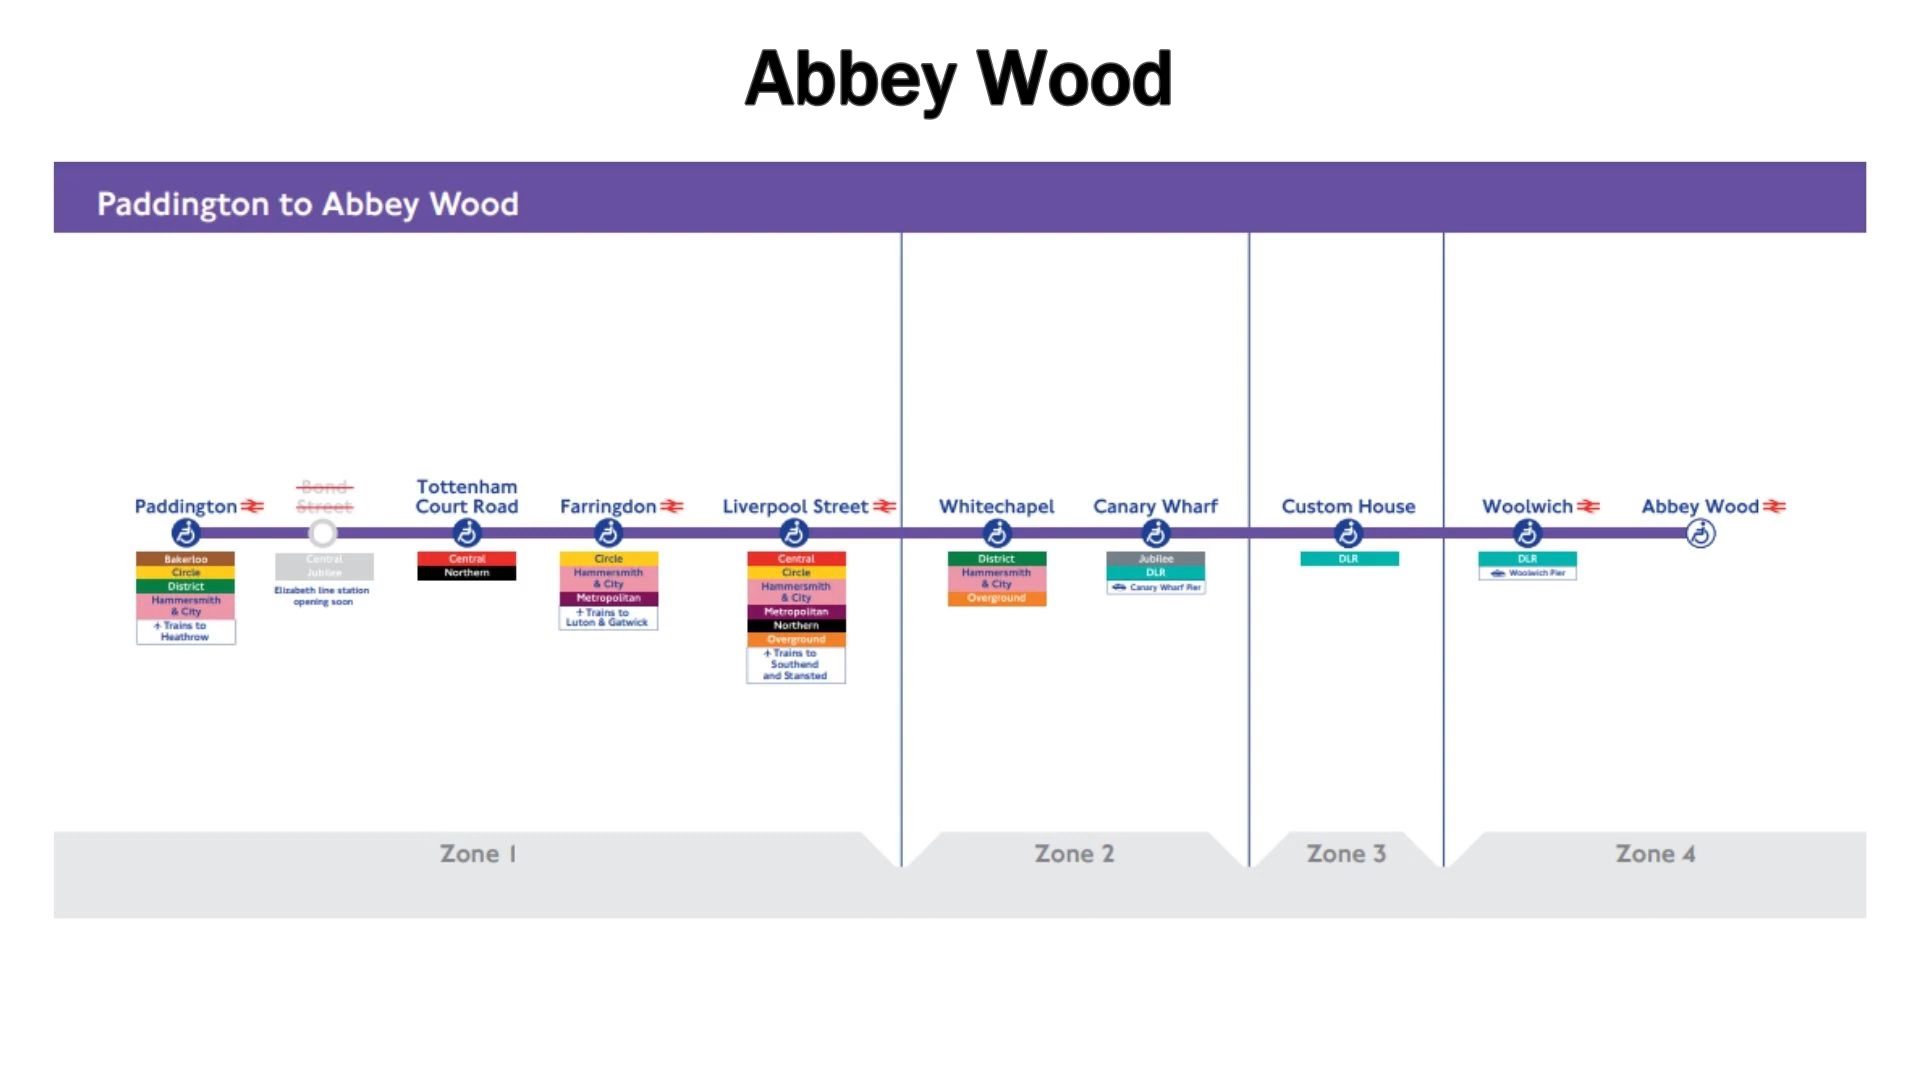 Abbey Wood
Paddington to Abbey Wood
Paddington
Bond
Street
Tottenham
Court Road
Farringdon
Liverpool Street
Whitechapel
Canary Wharf
Custom House
Woolwich
Abbey Wood
Bakerloo
Circle
District
Hammersmith
& City
Trains to
Heathrow
Central
Jubilee
Elizabeth line station
opening soon
Central
Northern
Circle
Hammersmith
& City
Metropolitan
Trains to
Luton & Gatwick
Central
Circle
Hammersmith
& City
Metropolitan
Northern
Overground
Trains to
Southend
and Stansted
District
Hammersmith
& City
Overground
Jubilee
DLR
Canary Wharf Pier
DLR
DLR
Woolwich Pier
Zone 1
Zone 2
Zone 3
Zone 4